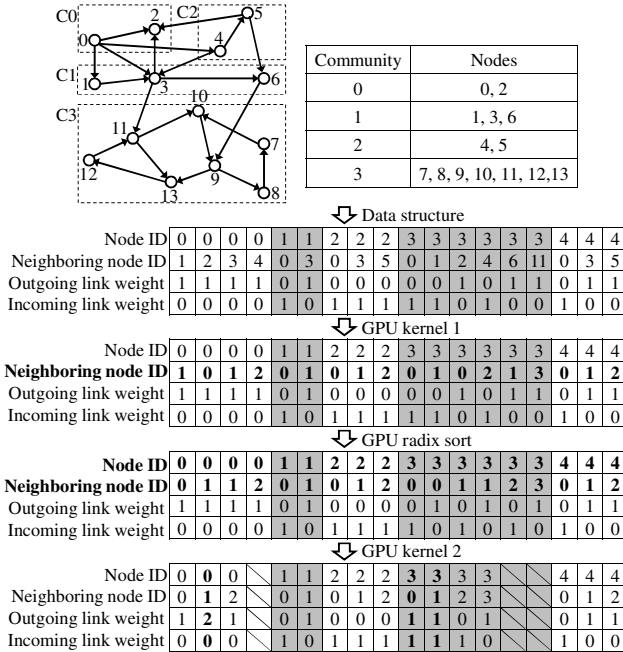 C0 2 C2 5
0 4
C1 1 3 6
C3 10
11 7
12 9
13 8
Community Nodes
0 0, 2
1 1, 3, 6
2 4, 5
3 7, 8, 9, 10, 11, 12,13
Data structure
Node ID 0 0 0 0 1 1 2 2 2 3 3 3 3 3 3 4 4 4
Neighboring node ID 1 2 3 4 0 3 0 3 5 0 1 2 4 6 11 0 3 5
Outgoing link weight 1 1 1 1 0 1 0 0 0 0 0 1 0 1 1 0 1 1
Incoming link weight 0 0 0 0 1 0 1 1 1 1 1 0 1 0 0 1 0 0
GPU kernel 1
Node ID 0 0 0 0 1 1 2 2 2 3 3 3 3 3 3 4 4 4
Neighboring node ID 1 0 1 2 0 1 0 1 2 0 1 0 2 1 3 0 1 2
Outgoing link weight 1 1 1 1 0 1 0 0 0 0 0 1 0 1 1 0 1 1
Incoming link weight 0 0 0 0 1 0 1 1 1 1 1 0 1 0 0 1 0 0
GPU radix sort
Node ID 0 0 0 0 1 1 2 2 2 3 3 3 3 3 3 4 4 4
Neighboring node ID 0 1 1 2 0 1 0 1 2 0 0 1 1 2 3 0 1 2
Outgoing link weight 1 1 1 1 0 1 0 0 0 0 1 0 1 0 1 0 1 1
Incoming link weight 0 0 0 0 1 0 1 1 1 1 0 1 0 1 0 1 0 0
GPU kernel 2
Node ID 0 0 0 1 1 2 2 2 3 3 3 3 4 4 4
Neighboring node ID 0 1 2 0 1 0 1 2 0 1 2 3 0 1 2
Outgoing link weight 1 2 1 0 1 0 0 0 1 1 0 1 0 1 1
Incoming link weight 0 0 0 1 0 1 1 1 1 1 1 0 1 0 0